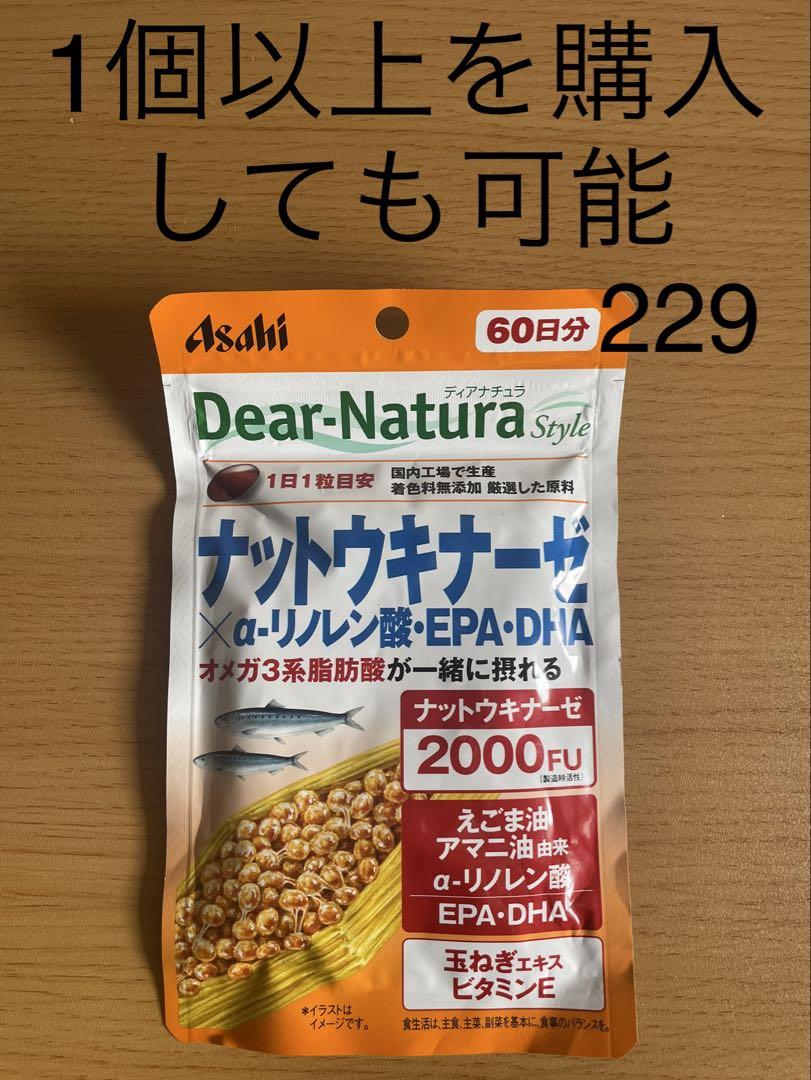 1個以上を購入
しても可能
229
Asahi
60日分
ディアナチュラ
Dear-Natura Style
1日1粒目安
国内工場で生産
着色料無添加 厳選した原料
ナットウキナーゼ
×α-リノレン酸・EPA・DHA
オメガ3系脂肪酸が一緒に摂れる
ナットウキナーゼ
2000FU
(製造時活性)
えごま油
アマニ油由来
α-リノレン酸
EPA・DHA
玉ねぎエキス
ビタミンE
*イラストは
イメージです。
食生活は、主食、主菜、副菜を基本に、食事のバランスを。